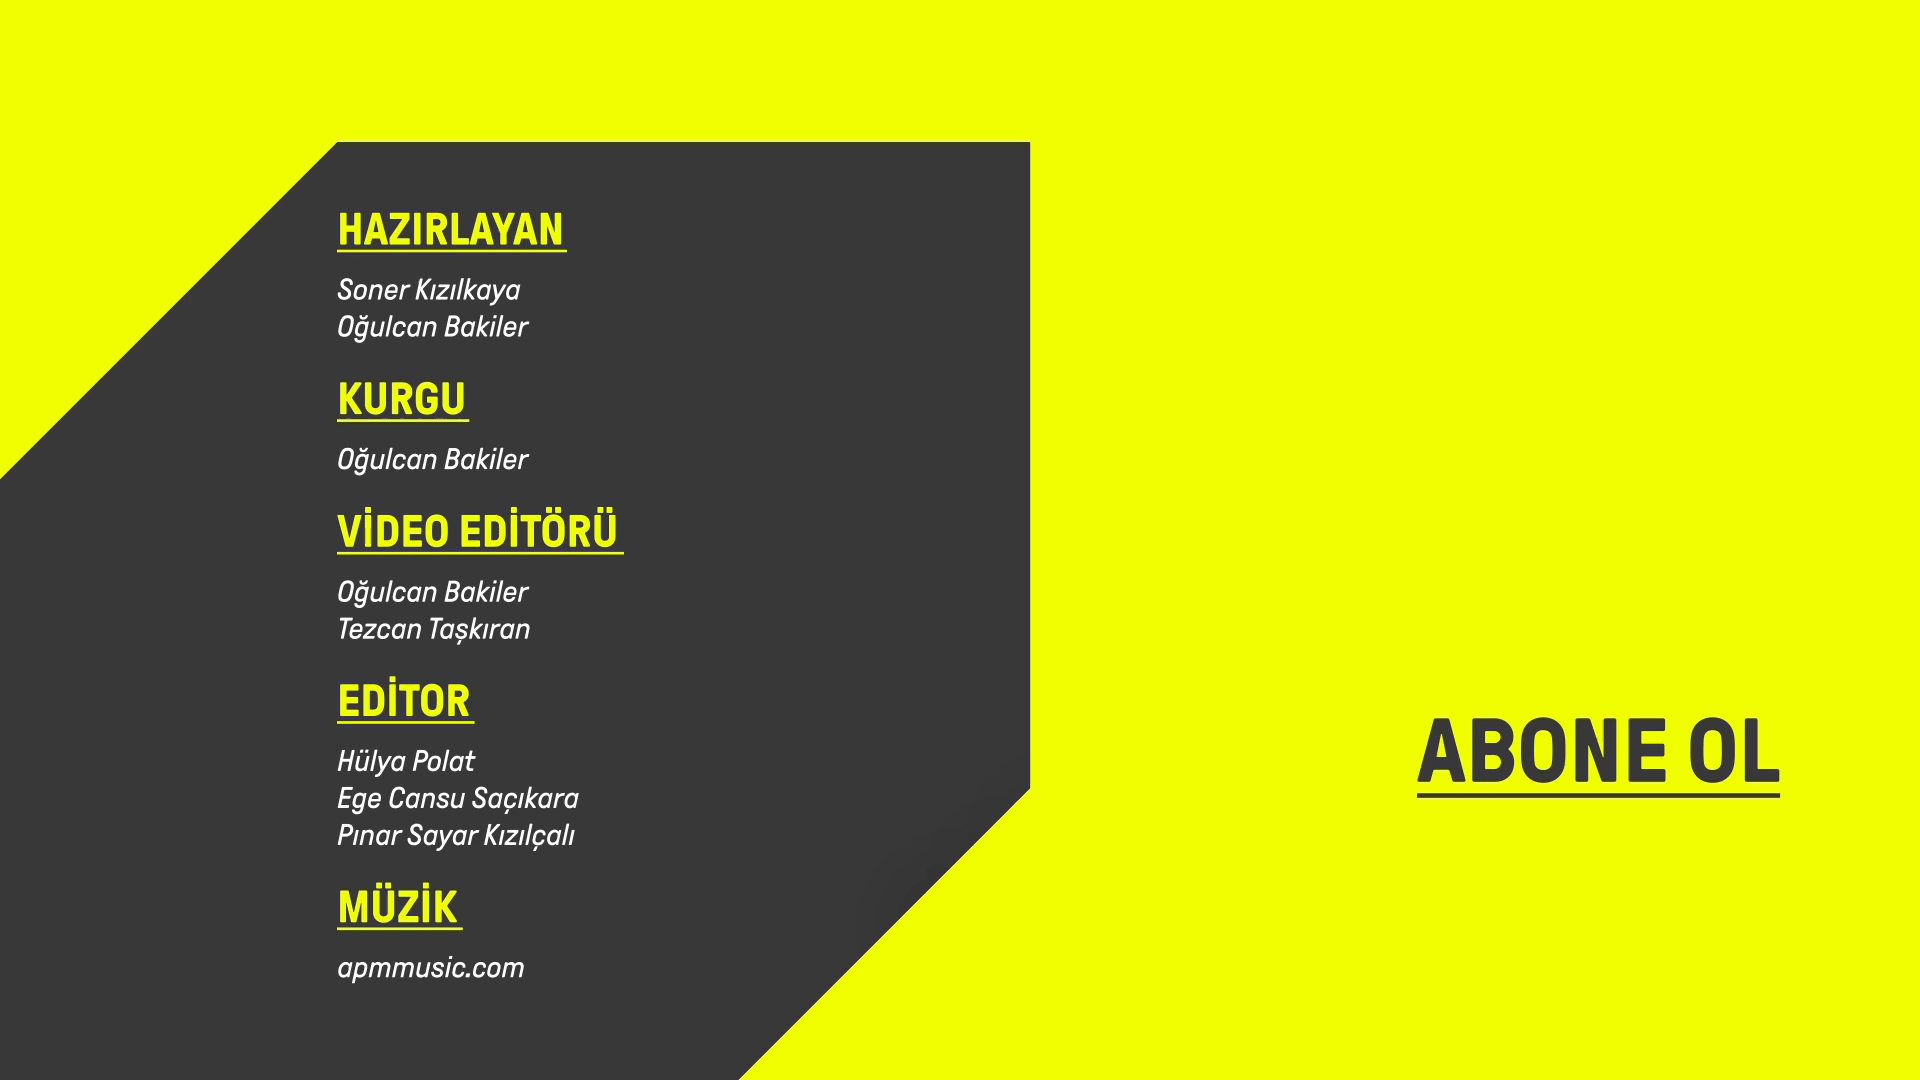 HAZIRLAYAN
Soner Kızılkaya
Oğulcan Bakiler
KURGU
Oğulcan Bakiler
VİDEO EDİTÖRÜ
Oğulcan Bakiler
Tezcan Taşkıran
EDİTOR
Hülya Polat
Ege Cansu Saçıkara
Pınar Sayar Kızılçalı
MÜZİK
apmmusic.com
ABONE OL